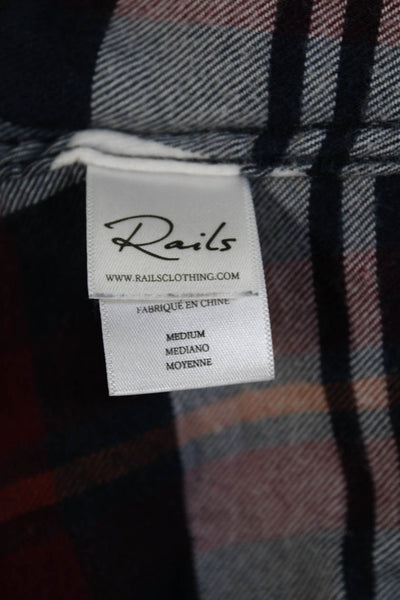 Rails
WWW.RAILSCLOTHING.COM
FABRIQUÉ EN CHINE
MEDIUM
MEDIANO
MOYENNE